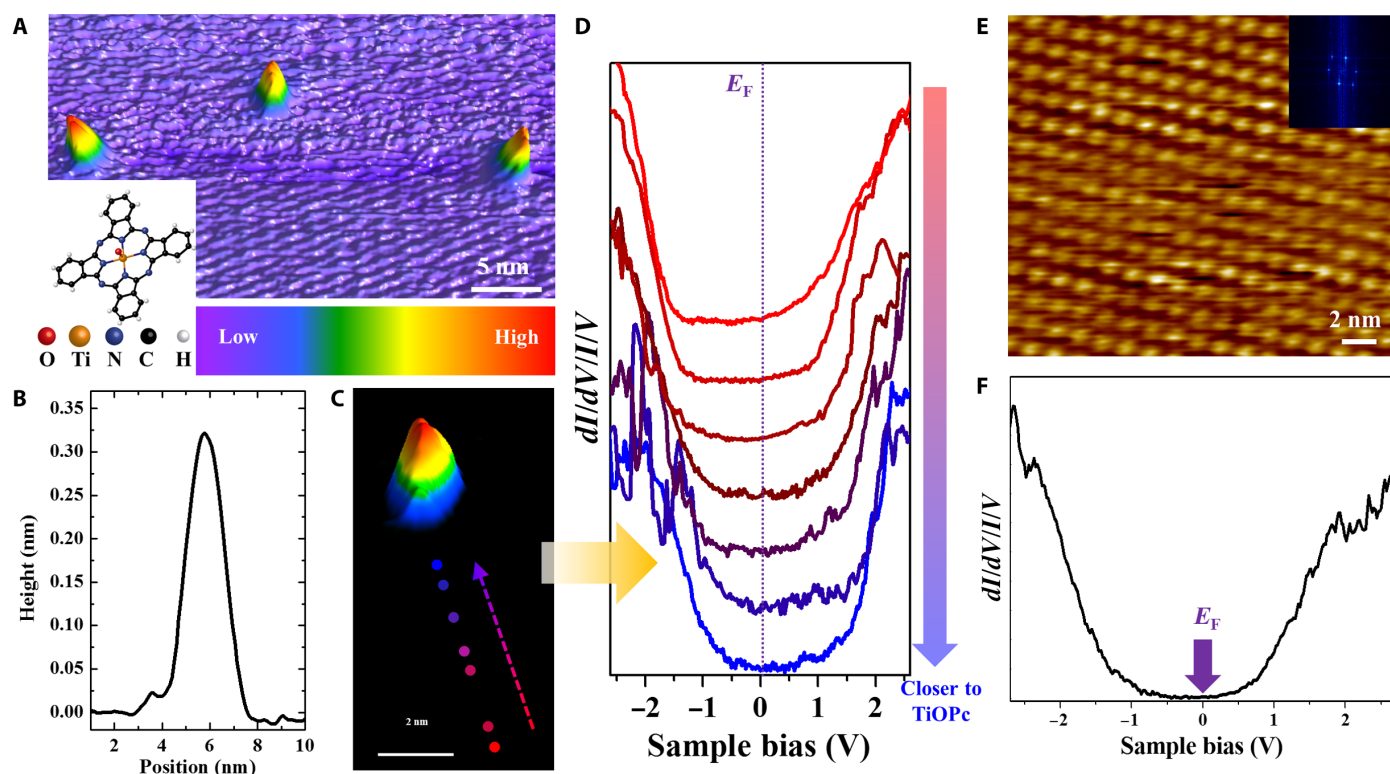 A
5 nm
O Ti N C H
Low High
B
0.35
0.30
0.25
0.20
0.15
0.10
0.05
0.00
Height (nm)
2 4 6 8 10
Position (nm)
C
2 nm
D
E_F
dI/dV/I/V
−2 −1 0 1 2
Sample bias (V)
Closer to
TiOPc
E
2 nm
F
E_F
dI/dV/I/V
−2 −1 0 1 2
Sample bias (V)